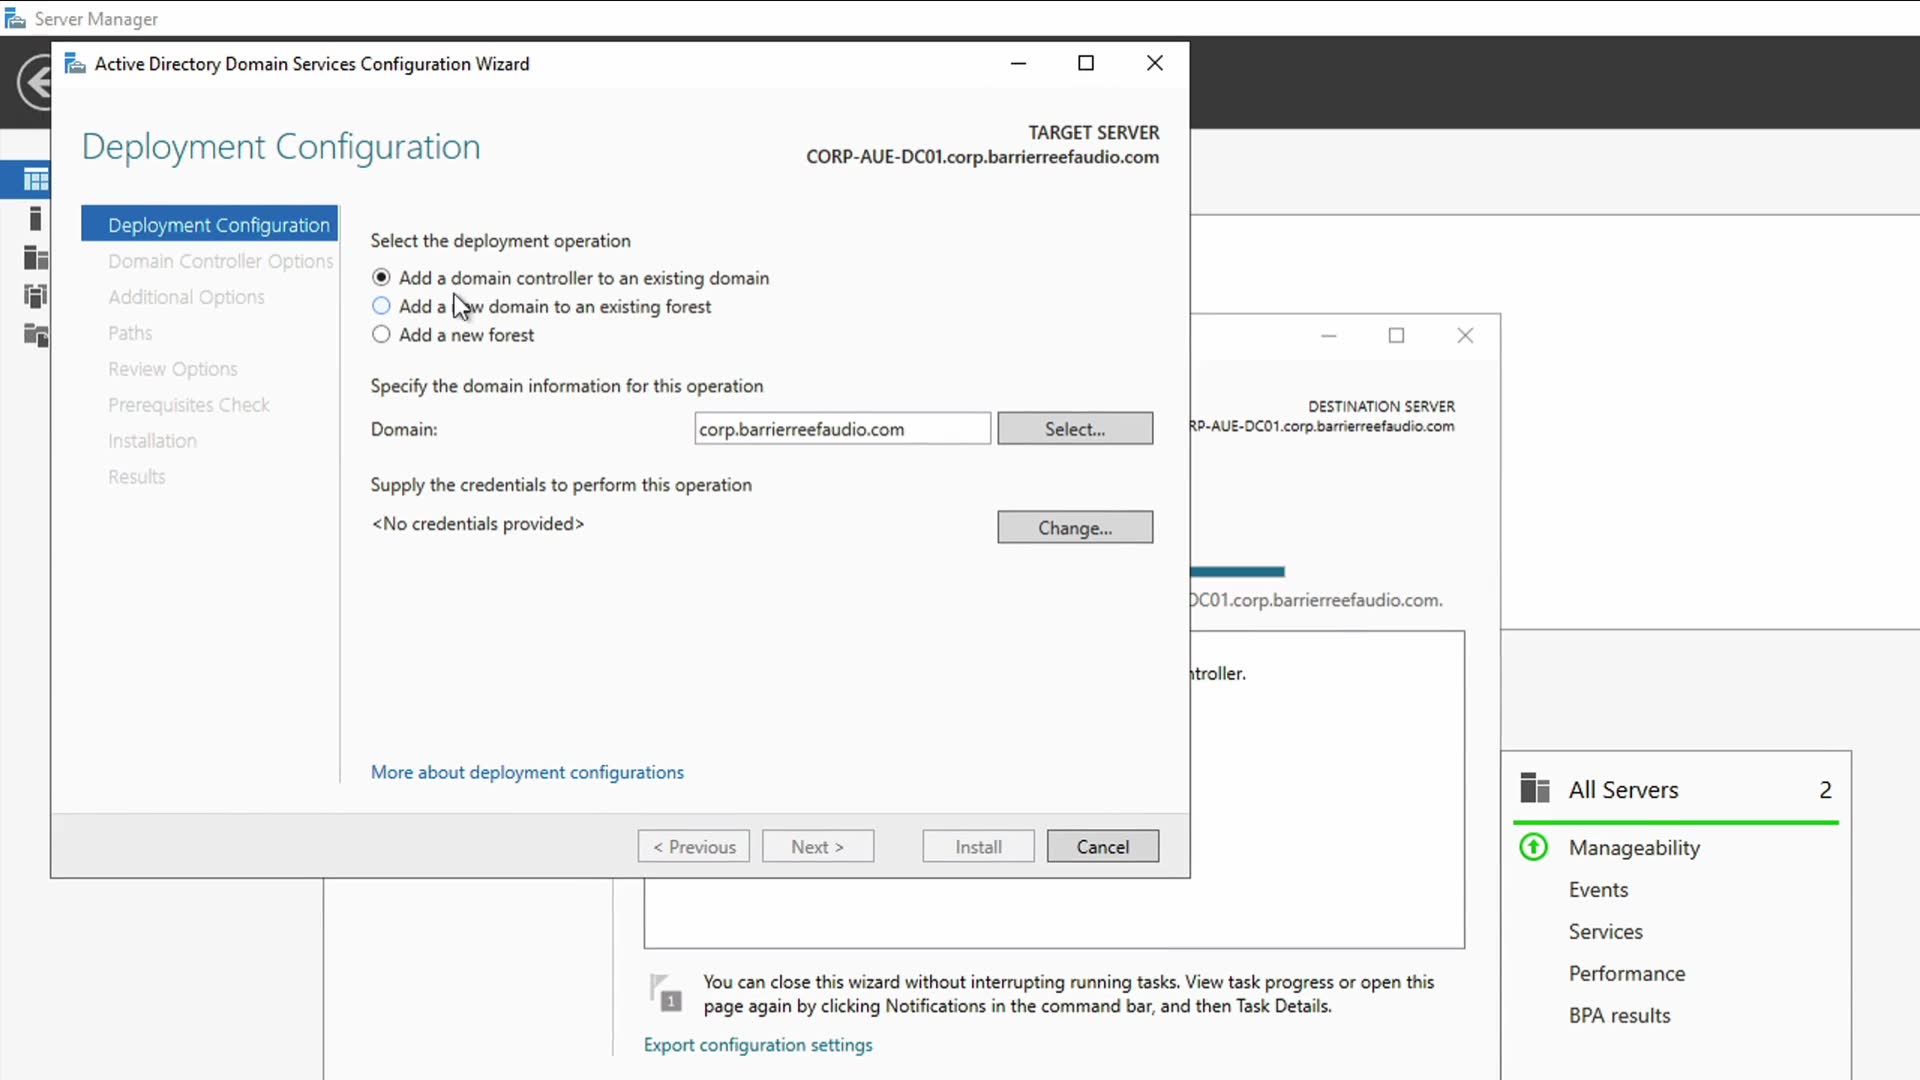 Server Manager
Active Directory Domain Services Configuration Wizard
Deployment Configuration
TARGET SERVER
CORP-AUE-DC01.corp.barrierreefaudio.com
Deployment Configuration
Domain Controller Options
Additional Options
Paths
Review Options
Prerequisites Check
Installation
Results
Select the deployment operation
Add a domain controller to an existing domain
Add a new domain to an existing forest
Add a new forest
Specify the domain information for this operation
Domain:
corp.barrierreefaudio.com
Select...
Supply the credentials to perform this operation
<No credentials provided>
Change...
More about deployment configurations
< Previous
Next >
Install
Cancel
DESTINATION SERVER
RP-AUE-DC01.corp.barrierreefaudio.com
DC01.corp.barrierreefaudio.com.
ntroller.
1
You can close this wizard without interrupting running tasks. View task progress or open this
page again by clicking Notifications in the command bar, and then Task Details.
Export configuration settings
All Servers
2
Manageability
Events
Services
Performance
BPA results